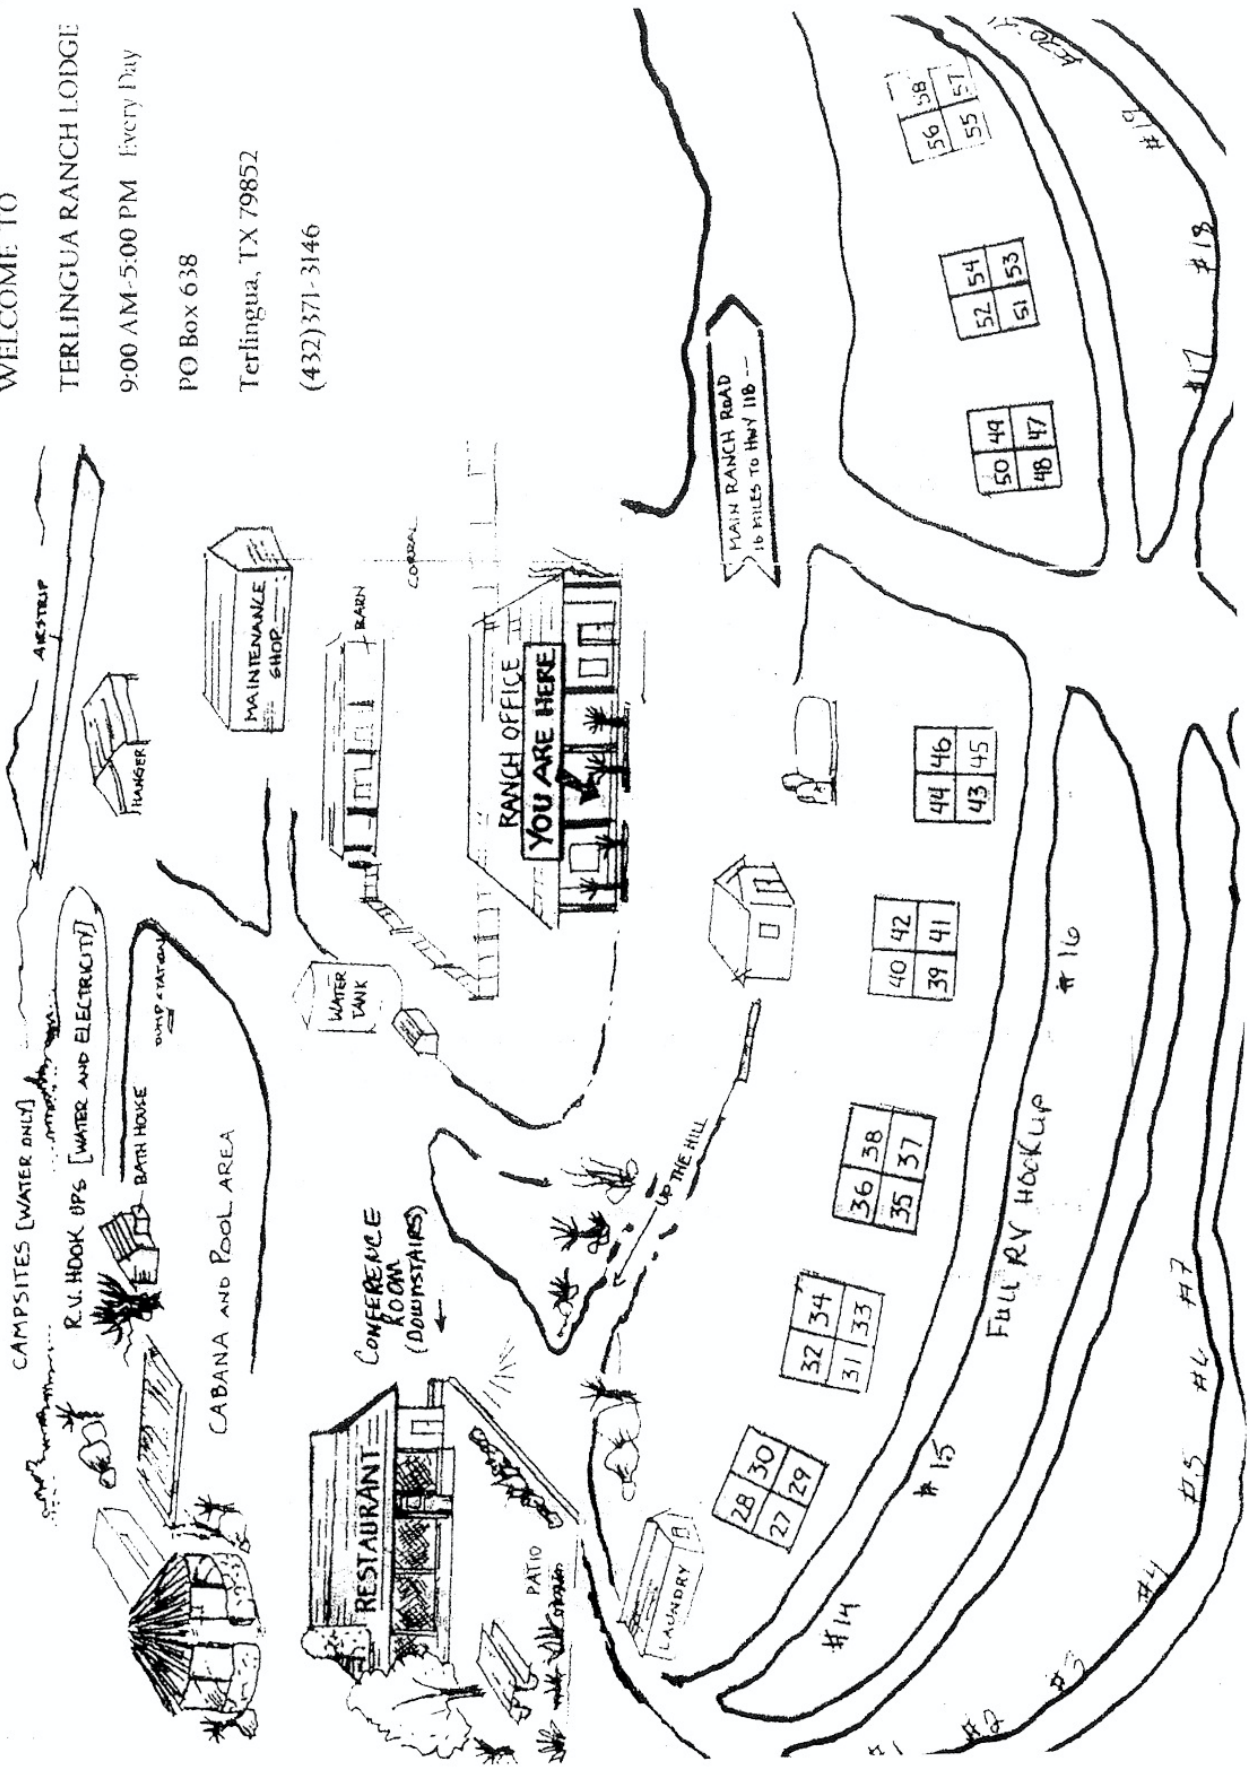 WELCOME TO
TERLINGUA RANCH LODGE
9:00 AM-5:00 PM Every Day
PO Box 638
Terlingua, TX 79852
(432)371-3146
CAMPSITES [WATER ONLY]
AIRSTRIP
R.V. HOOK UPS [WATER AND ELECTRICITY]
HANGER
BATH HOUSE
DUMP STATION
CABANA AND POOL AREA
MAINTENANCE
SHOP
WATER
TANK
BARN
CORRAL
CONFERENCE
ROOM
(DOWNSTAIRS)
RESTAURANT
RANCH OFFICE
YOU ARE HERE
PATIO
UP THE HILL
LAUNDRY
MAIN RANCH ROAD
16 MILES TO HWY 118
28 30
27 29
32 34
31 33
36 38
35 37
40 42
39 41
44 46
43 45
50 49
48 47
52 54
51 53
56 58
55 57
#14
#15
Full RV HOOKUP
#16
#17
#18
#19
#1
#2
#3
#4
#5
#6
#7